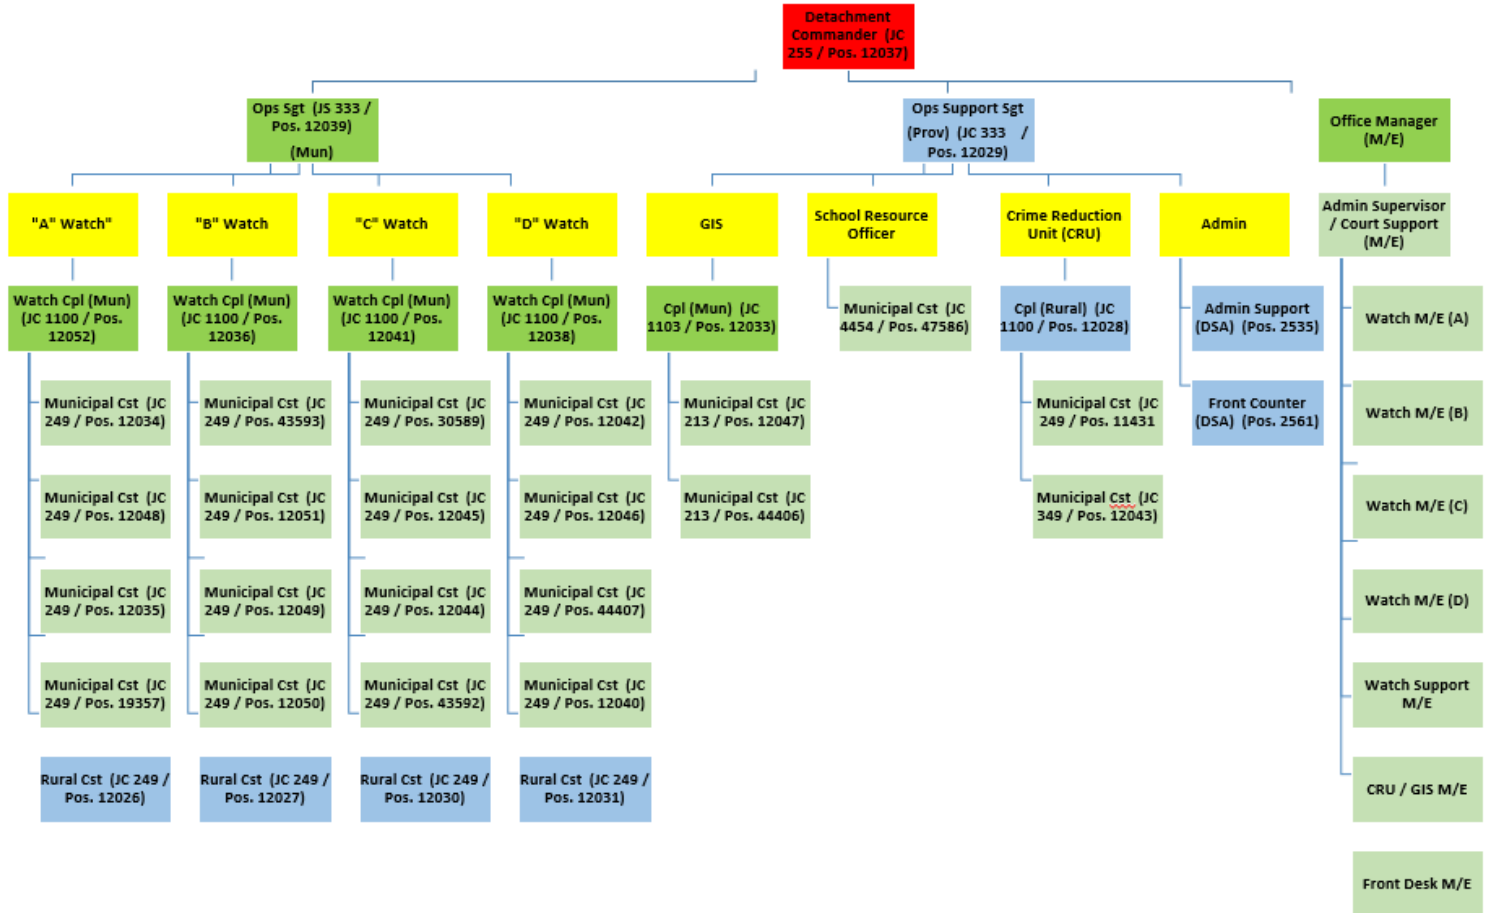 Detachment
Commander (JC
255 / Pos. 12037)
Ops Sgt (JS 333 /
Pos. 12039)
(Mun)
Ops Support Sgt
(Prov) (JC 333 /
Pos. 12029)
Office Manager
(M/E)
"A" Watch"
"B" Watch
"C" Watch
"D" Watch
GIS
School Resource
Officer
Crime Reduction
Unit (CRU)
Admin
Admin Supervisor
/ Court Support
(M/E)
Watch Cpl (Mun)
(JC 1100 / Pos.
12052)
Watch Cpl (Mun)
(JC 1100 / Pos.
12036)
Watch Cpl (Mun)
(JC 1100 / Pos.
12041)
Watch Cpl (Mun)
(JC 1100 / Pos.
12038)
Cpl (Mun) (JC
1103 / Pos. 12033)
Municipal Cst (JC
4454 / Pos. 47586)
Cpl (Rural) (JC
1100 / Pos. 12028)
Admin Support
(DSA) (Pos. 2535)
Watch M/E (A)
Municipal Cst (JC
249 / Pos. 12034)
Municipal Cst (JC
249 / Pos. 43593)
Municipal Cst (JC
249 / Pos. 30589)
Municipal Cst (JC
249 / Pos. 12042)
Municipal Cst (JC
213 / Pos. 12047)
Municipal Cst (JC
249 / Pos. 11431
Front Counter
(DSA) (Pos. 2561)
Watch M/E (B)
Municipal Cst (JC
249 / Pos. 12048)
Municipal Cst (JC
249 / Pos. 12051)
Municipal Cst (JC
249 / Pos. 12045)
Municipal Cst (JC
249 / Pos. 12046)
Municipal Cst (JC
213 / Pos. 44406)
Municipal Cst (JC
349 / Pos. 12043)
Watch M/E (C)
Municipal Cst (JC
249 / Pos. 12035)
Municipal Cst (JC
249 / Pos. 12049)
Municipal Cst (JC
249 / Pos. 12044)
Municipal Cst (JC
249 / Pos. 44407)
Watch M/E (D)
Municipal Cst (JC
249 / Pos. 19357)
Municipal Cst (JC
249 / Pos. 12050)
Municipal Cst (JC
249 / Pos. 43592)
Municipal Cst (JC
249 / Pos. 12040)
Watch Support
M/E
Rural Cst (JC 249 /
Pos. 12026)
Rural Cst (JC 249 /
Pos. 12027)
Rural Cst (JC 249 /
Pos. 12030)
Rural Cst (JC 249 /
Pos. 12031)
CRU / GIS M/E
Front Desk M/E